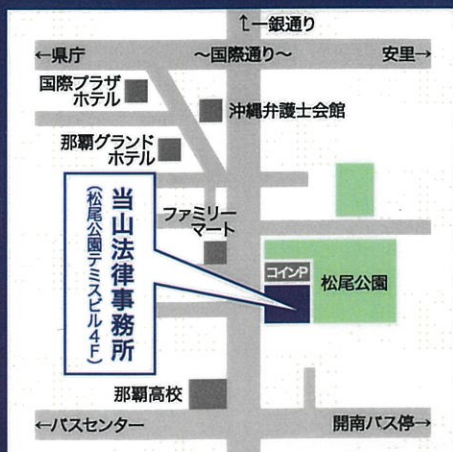 ↑一銀通り
←県庁
～国際通り～
安里→
国際プラザ
ホテル
沖縄弁護士会館
那覇グランド
ホテル
当山法律事務所
（松尾公園テミスビル4F）
ファミリー
マート
コインP
松尾公園
那覇高校
←バスセンター
開南バス停→